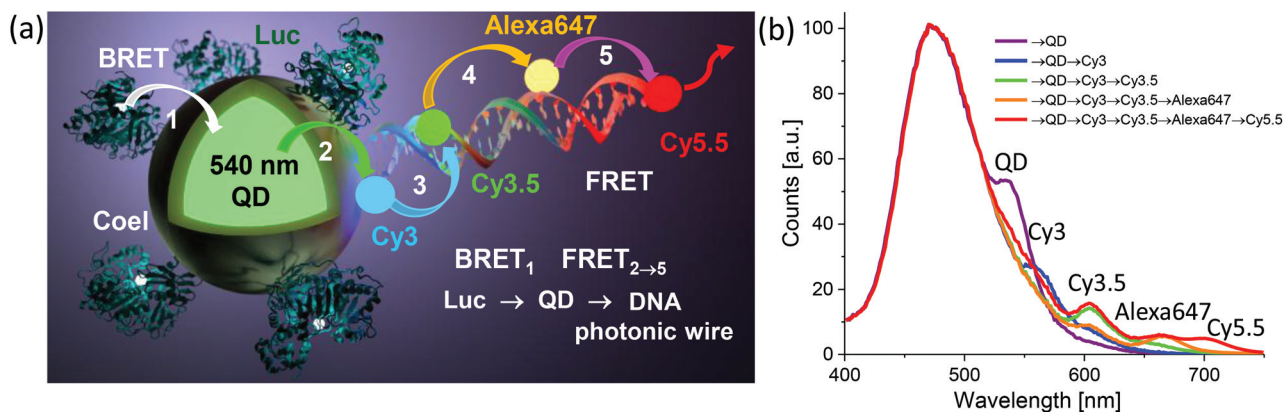 (a)
BRET
Luc
Alexa647
1
2
3
4
5
540 nm
QD
Cy3
Cy3.5
Cy5.5
FRET
Coel
BRET₁ FRET₂→₅
Luc → QD → DNA
photonic wire
(b)
→QD
→QD→Cy3
→QD→Cy3→Cy3.5
→QD→Cy3→Cy3.5→Alexa647
→QD→Cy3→Cy3.5→Alexa647→Cy5.5
QD
Cy3
Cy3.5
Alexa647
Cy5.5
Counts [a.u.]
100
80
60
40
20
0
400 500 600 700
Wavelength [nm]